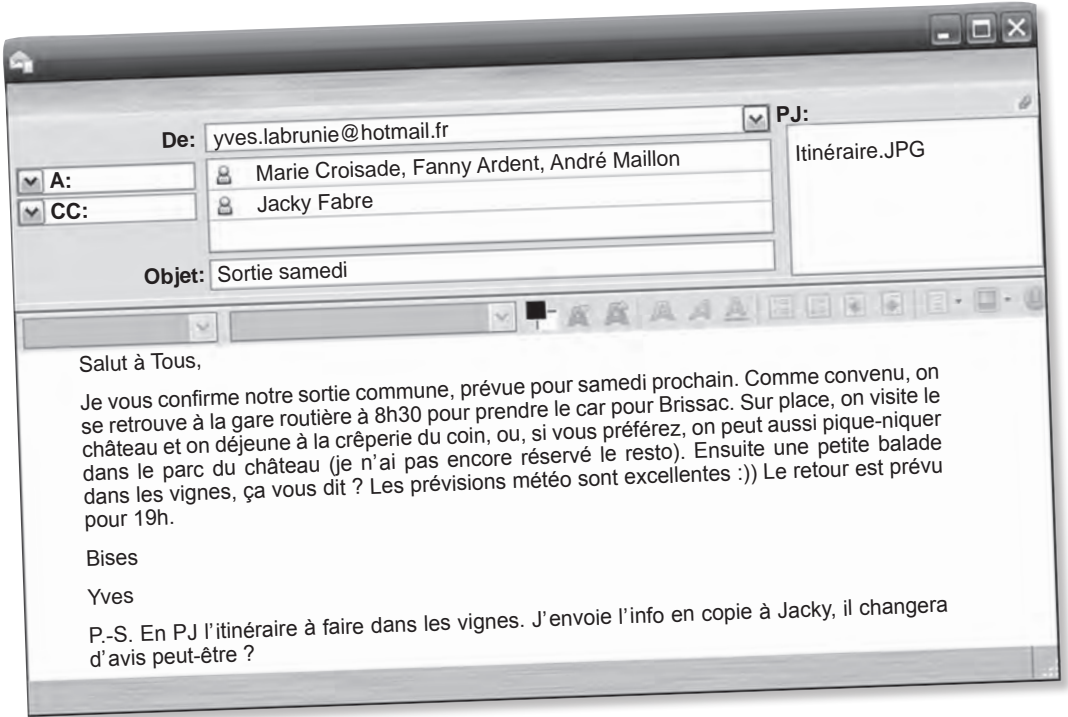 De: yves.labrunie@hotmail.fr
PJ:
Itinéraire.JPG
A: Marie Croisade, Fanny Ardent, André Maillon
CC: Jacky Fabre
Objet: Sortie samedi
Salut à Tous,
Je vous confirme notre sortie commune, prévue pour samedi prochain. Comme convenu, on
se retrouve à la gare routière à 8h30 pour prendre le car pour Brissac. Sur place, on visite le
château et on déjeune à la crêperie du coin, ou, si vous préférez, on peut aussi pique-niquer
dans le parc du château (je n'ai pas encore réservé le resto). Ensuite une petite balade
dans les vignes, ça vous dit ? Les prévisions météo sont excellentes :)) Le retour est prévu
pour 19h.
Bises
Yves
P.-S. En PJ l'itinéraire à faire dans les vignes. J'envoie l'info en copie à Jacky, il changera
d'avis peut-être ?